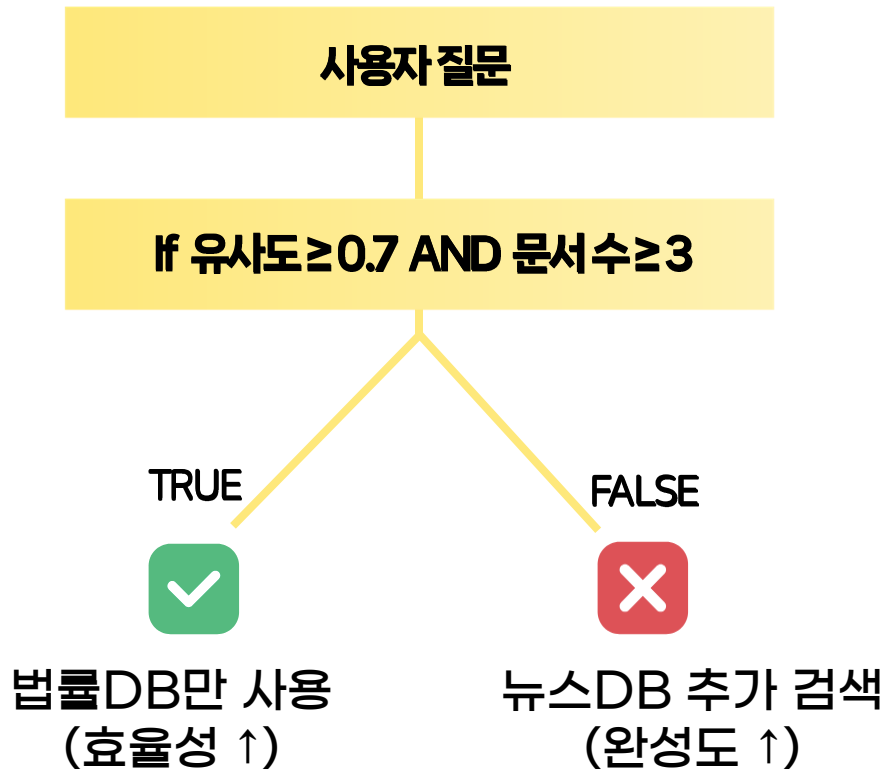 사용자 질문
If 유사도≥0.7 AND 문서 수≥3
TRUE
FALSE
법률DB만 사용
(효율성 ↑)
뉴스DB 추가 검색
(완성도 ↑)